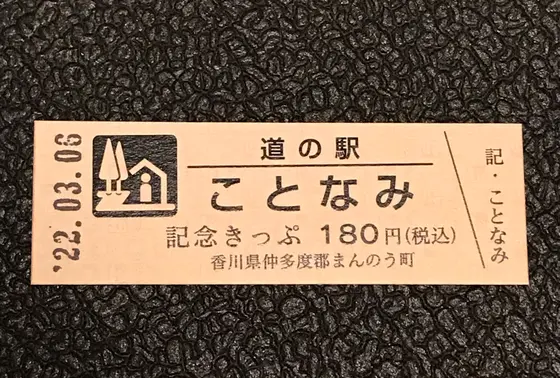 '22.03.06
道の駅
ことなみ
記念きっぷ 180円(税込)
香川県仲多度郡まんのう町
記・ことなみ